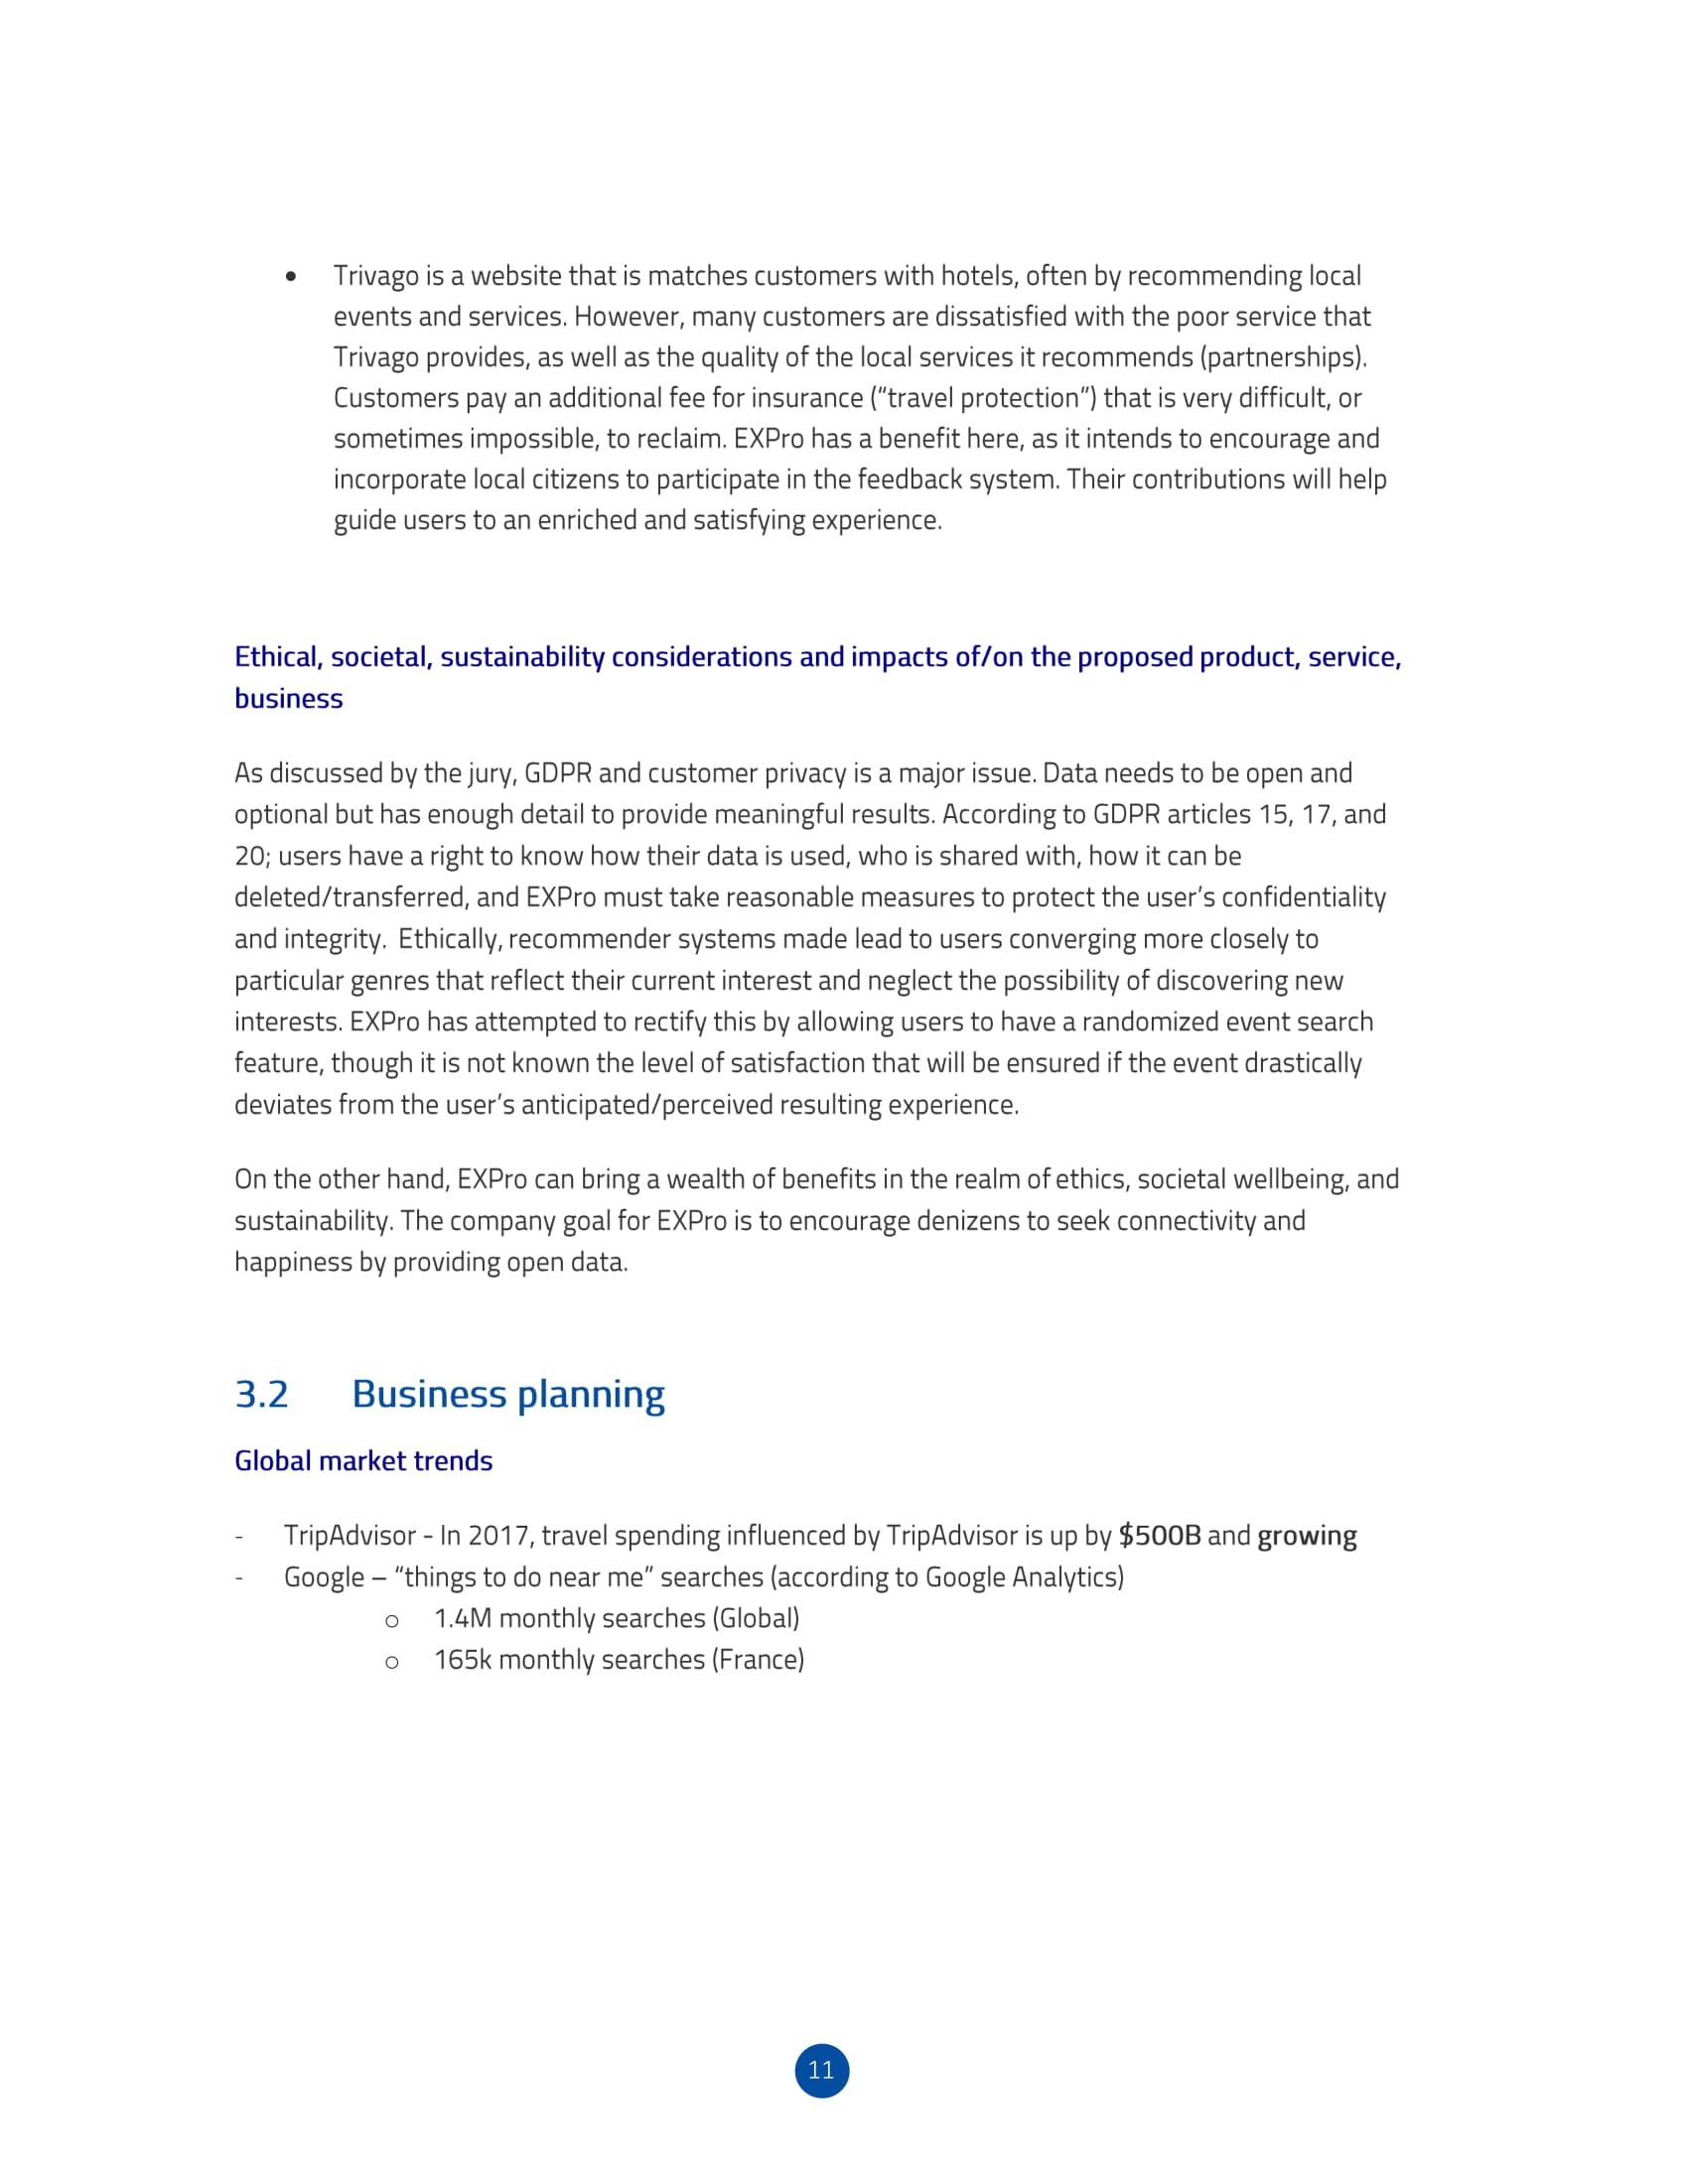 • Trivago is a website that is matches customers with hotels, often by recommending local
events and services. However, many customers are dissatisfied with the poor service that
Trivago provides, as well as the quality of the local services it recommends (partnerships).
Customers pay an additional fee for insurance (“travel protection”) that is very difficult, or
sometimes impossible, to reclaim. EXPro has a benefit here, as it intends to encourage and
incorporate local citizens to participate in the feedback system. Their contributions will help
guide users to an enriched and satisfying experience.
Ethical, societal, sustainability considerations and impacts of/on the proposed product, service,
business
As discussed by the jury, GDPR and customer privacy is a major issue. Data needs to be open and
optional but has enough detail to provide meaningful results. According to GDPR articles 15, 17, and
20; users have a right to know how their data is used, who is shared with, how it can be
deleted/transferred, and EXPro must take reasonable measures to protect the user’s confidentiality
and integrity.  Ethically, recommender systems made lead to users converging more closely to
particular genres that reflect their current interest and neglect the possibility of discovering new
interests. EXPro has attempted to rectify this by allowing users to have a randomized event search
feature, though it is not known the level of satisfaction that will be ensured if the event drastically
deviates from the user’s anticipated/perceived resulting experience.
On the other hand, EXPro can bring a wealth of benefits in the realm of ethics, societal wellbeing, and
sustainability. The company goal for EXPro is to encourage denizens to seek connectivity and
happiness by providing open data.
3.2 Business planning
Global market trends
- TripAdvisor - In 2017, travel spending influenced by TripAdvisor is up by $500B and growing
- Google – “things to do near me” searches (according to Google Analytics)
o 1.4M monthly searches (Global)
o 165k monthly searches (France)
11